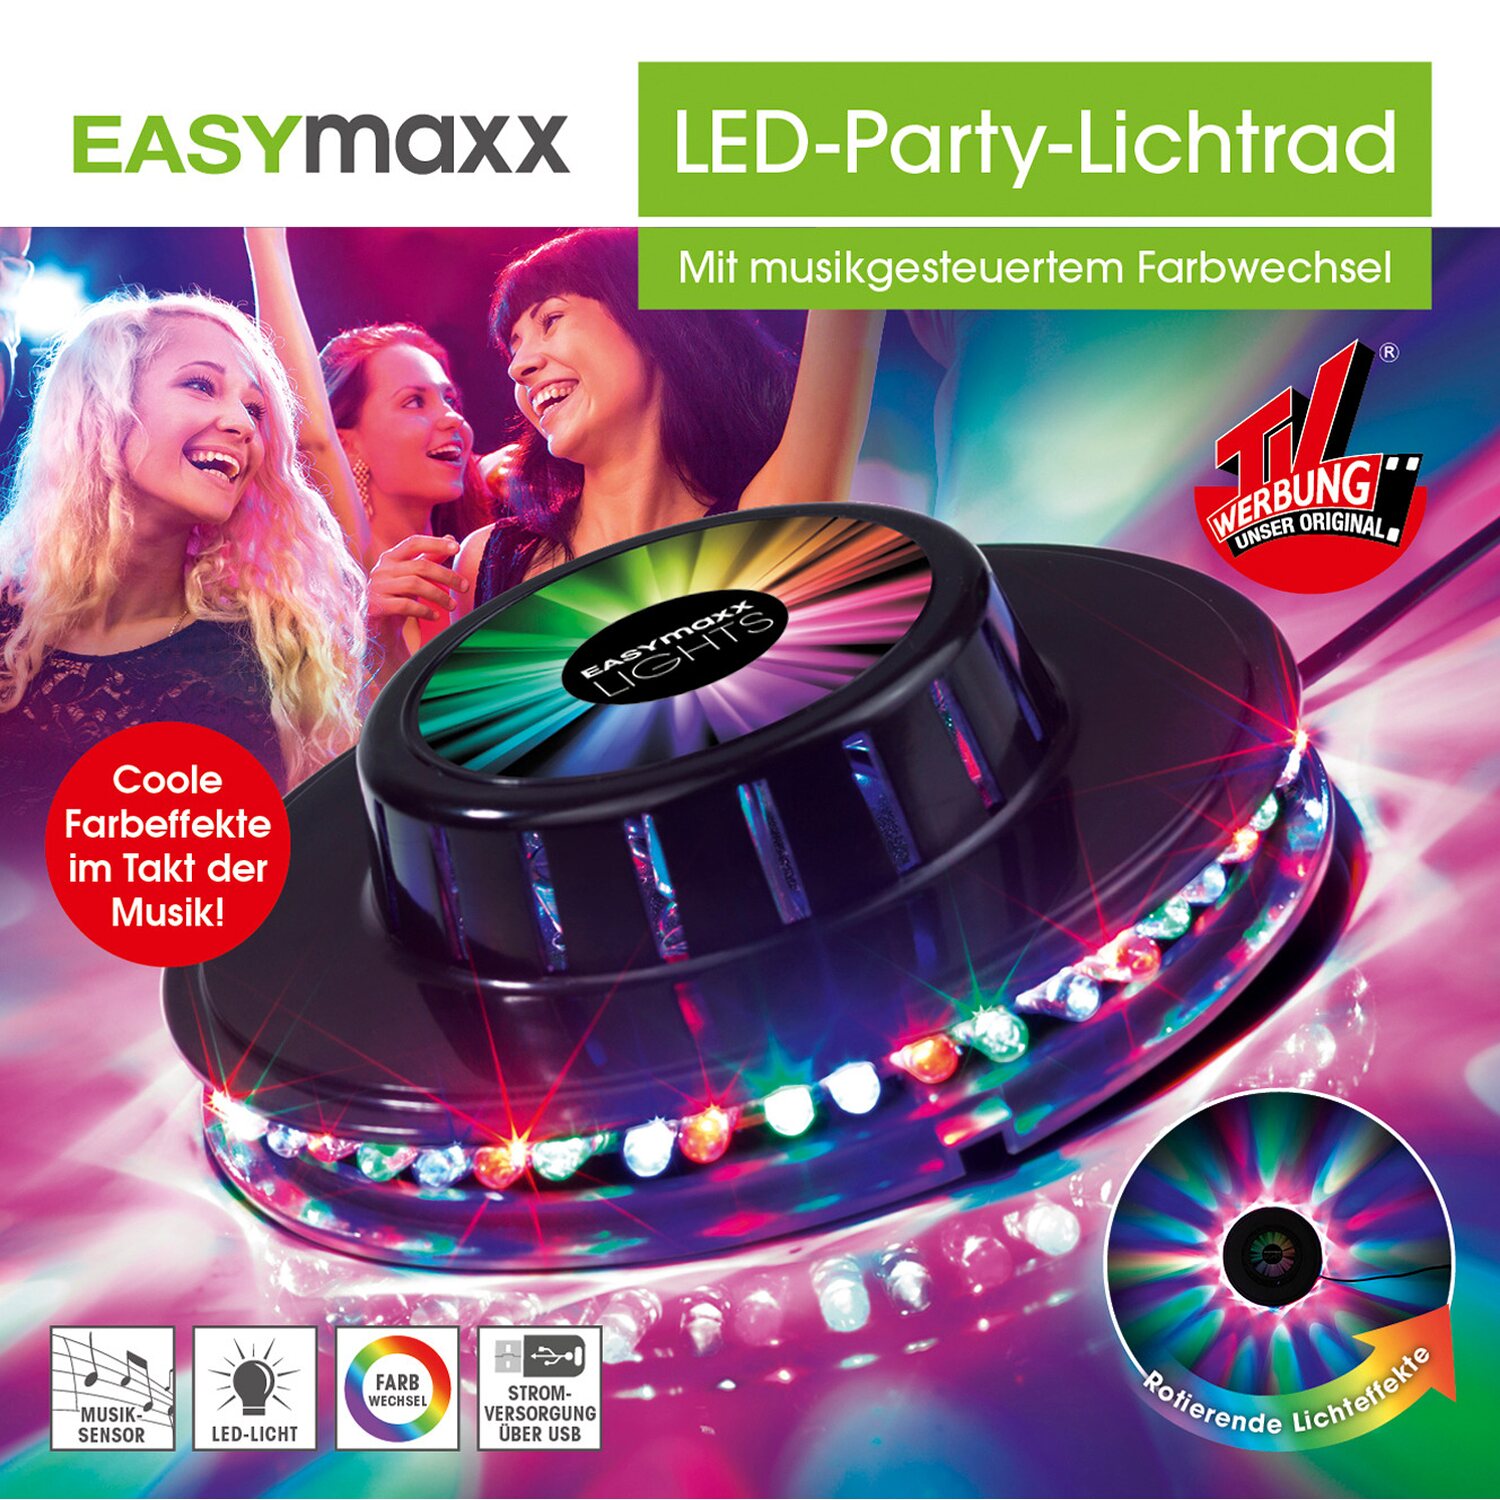 EASYmaxx
LED-Party-Lichtrad
Mit musikgesteuertem Farbwechsel
TV
WERBUNG
UNSER ORIGINAL
®
EASYmaxx
LIGHTS
Coole
Farbeffekte
im Takt der
Musik!
MUSIK-
SENSOR
LED-LICHT
FARB
WECHSEL
STROM-
VERSORGUNG
ÜBER USB
Rotierende Lichteffekte